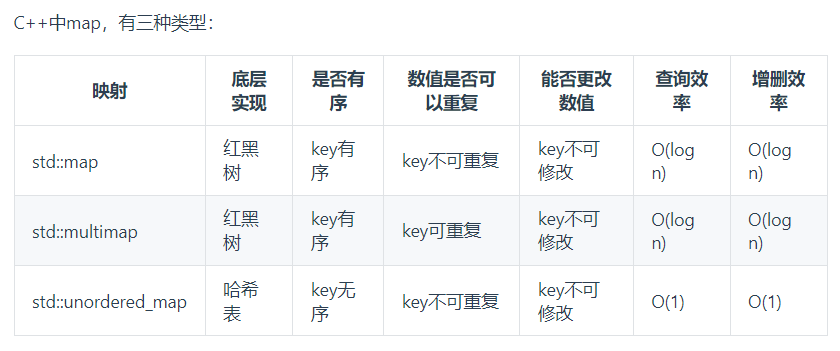 C++中map，有三种类型：
映射
底层
实现
是否有
序
数值是否可
以重复
能否更改
数值
查询效
率
增删效
率
std::map
红黑
树
key有
序
key不可重复
key不可
修改
O(log
n)
O(log
n)
std::multimap
红黑
树
key有
序
key可重复
key不可
修改
O(log
n)
O(log
n)
std::unordered_map
哈希
表
key无
序
key不可重复
key不可
修改
O(1)
O(1)